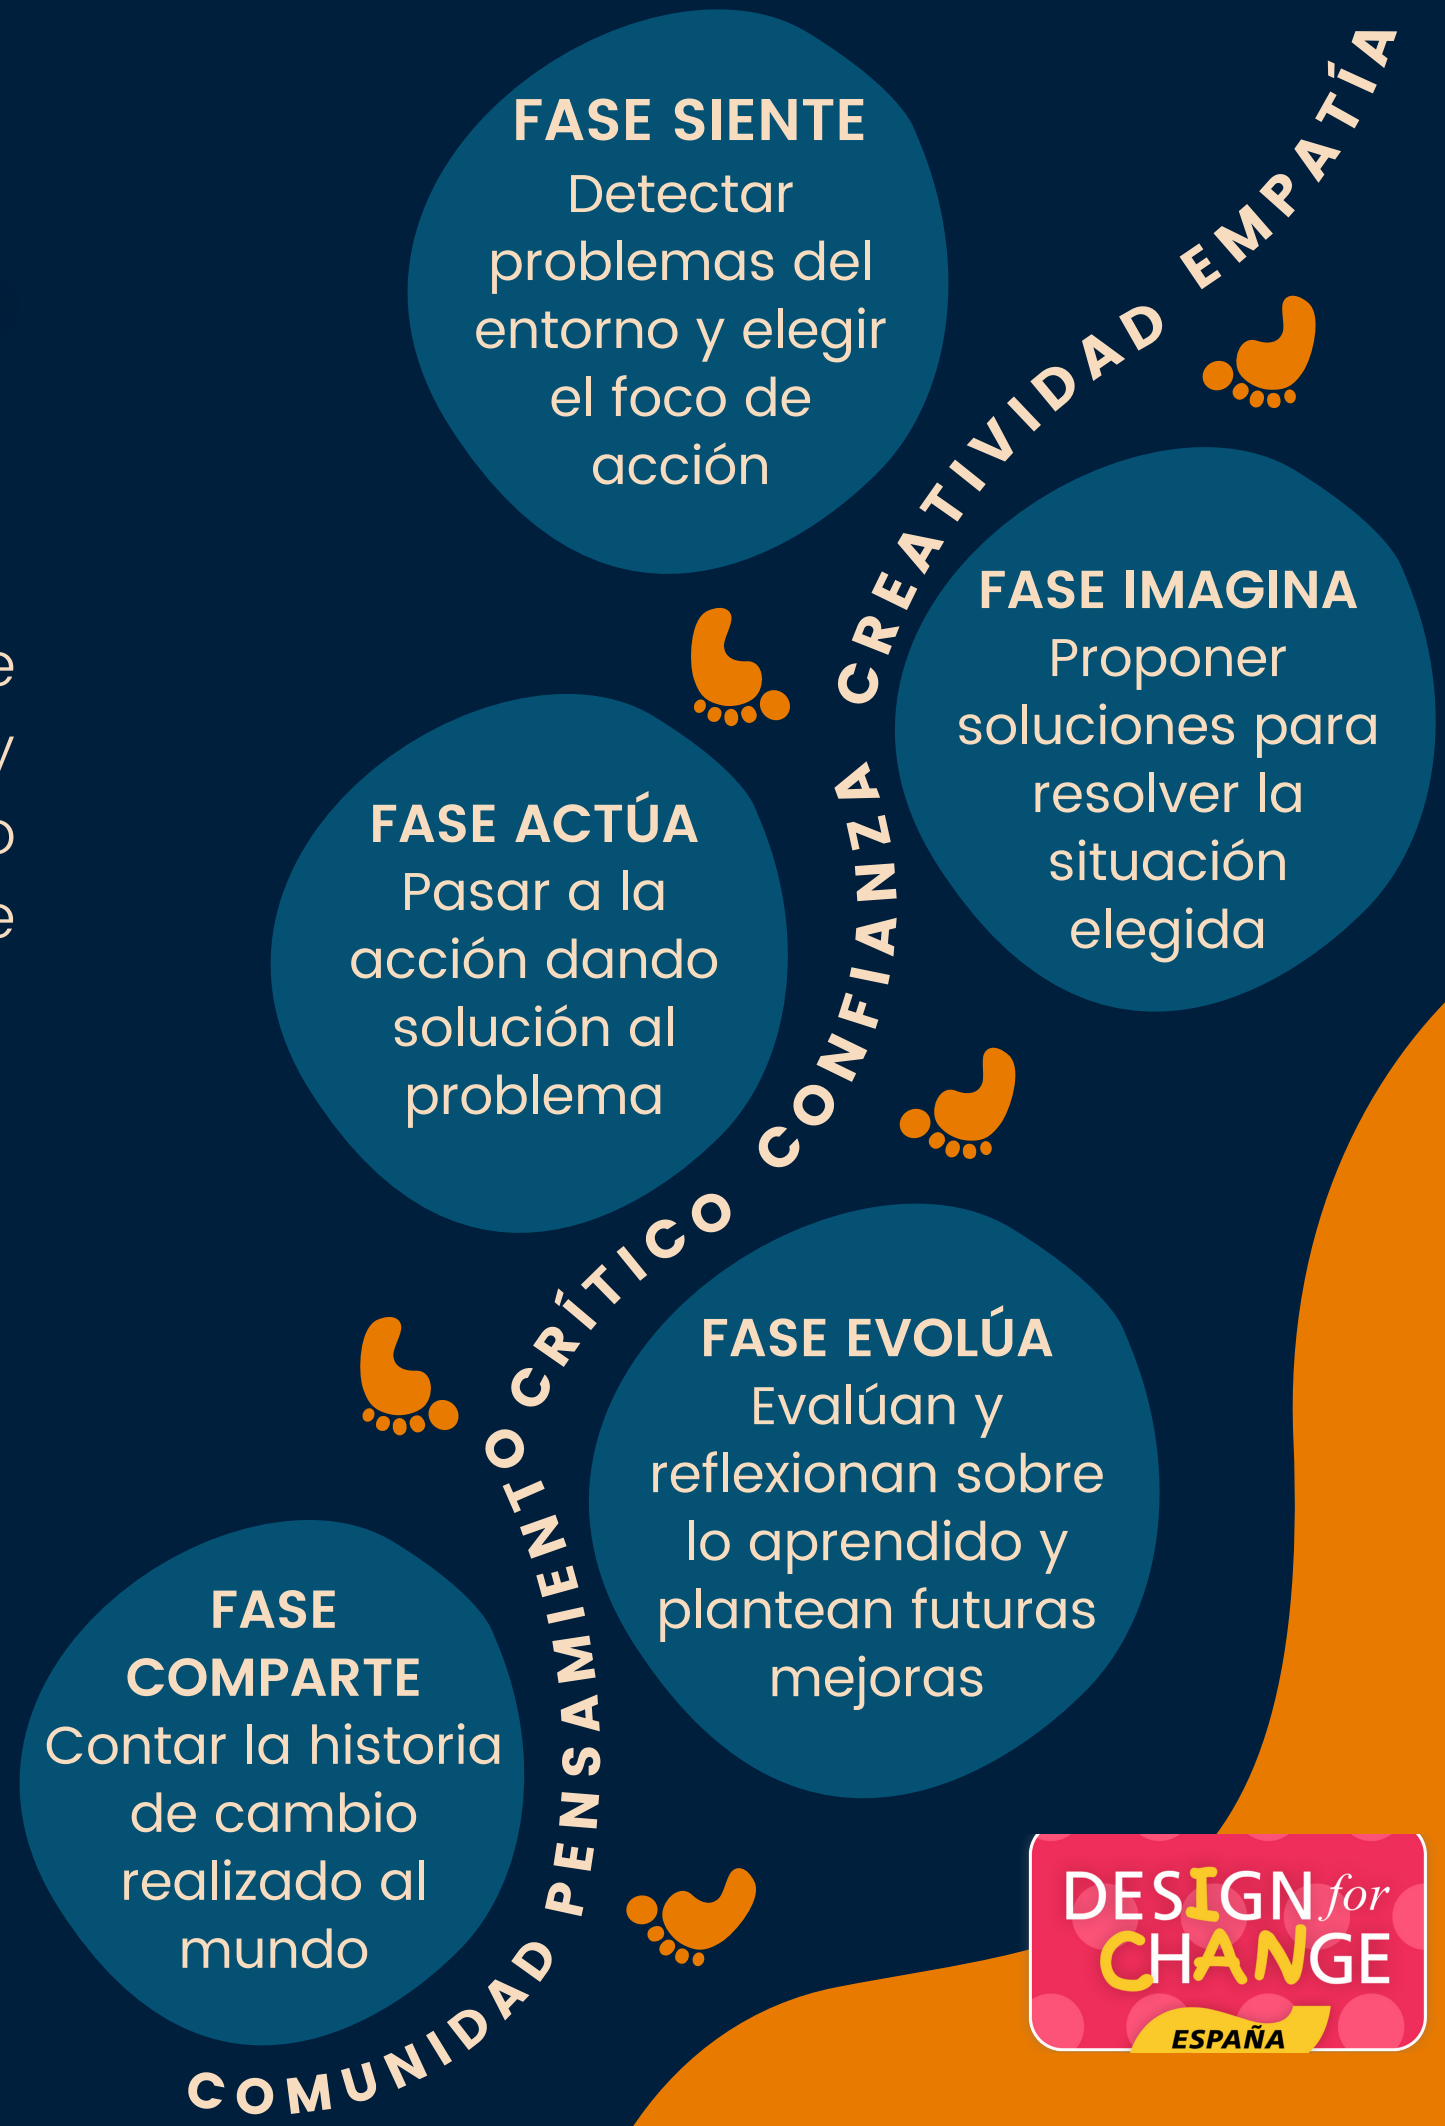 FASE SIENTE
Detectar
problemas del
entorno y elegir
el foco de
acción
EMPATÍA
CREATIVIDAD
FASE IMAGINA
Proponer
soluciones para
resolver la
situación
elegida
e
y
o
e
FASE ACTÚA
Pasar a la
acción dando
solución al
problema
CONFIANZA
PENSAMIENTO CRÍTICO
FASE EVOLÚA
Evalúan y
reflexionan sobre
lo aprendido y
plantean futuras
mejoras
FASE
COMPARTE
Contar la historia
de cambio
realizado al
mundo
COMUNIDAD
DESIGN for
CHANGE
ESPAÑA